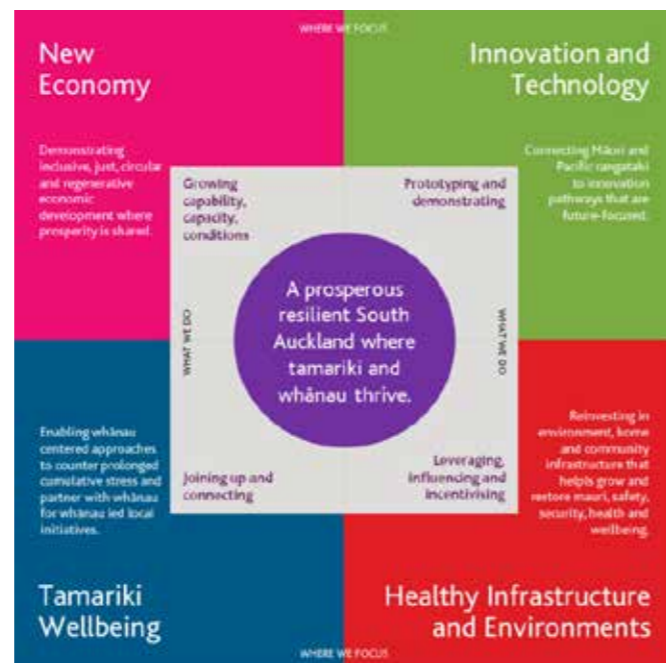 WHERE WE FOCUS
New
Economy
Demonstrating
inclusive, just, circular
and regenerative
economic
development where
prosperity is shared.
Innovation and
Technology
Connecting Māori and
Pacific rangatahi
to innovation
pathways that are
future-focused.
Growing
capability,
capacity,
conditions
Prototyping and
demonstrating
WHAT WE DO
A prosperous
resilient South
Auckland where
tamariki and
whānau thrive.
WHAT WE DO
Joining up and
connecting
Leveraging,
influencing and
incentivising
Enabling whānau
centered approaches
to counter prolonged
cumulative stress and
partner with whānau
for whānau led local
initiatives.
Tamariki
Wellbeing
Reinvesting in
environment, home
and community
infrastructure that
helps grow and
restore mauri, safety,
security, health and
wellbeing.
Healthy Infrastructure
and Environments
WHERE WE FOCUS